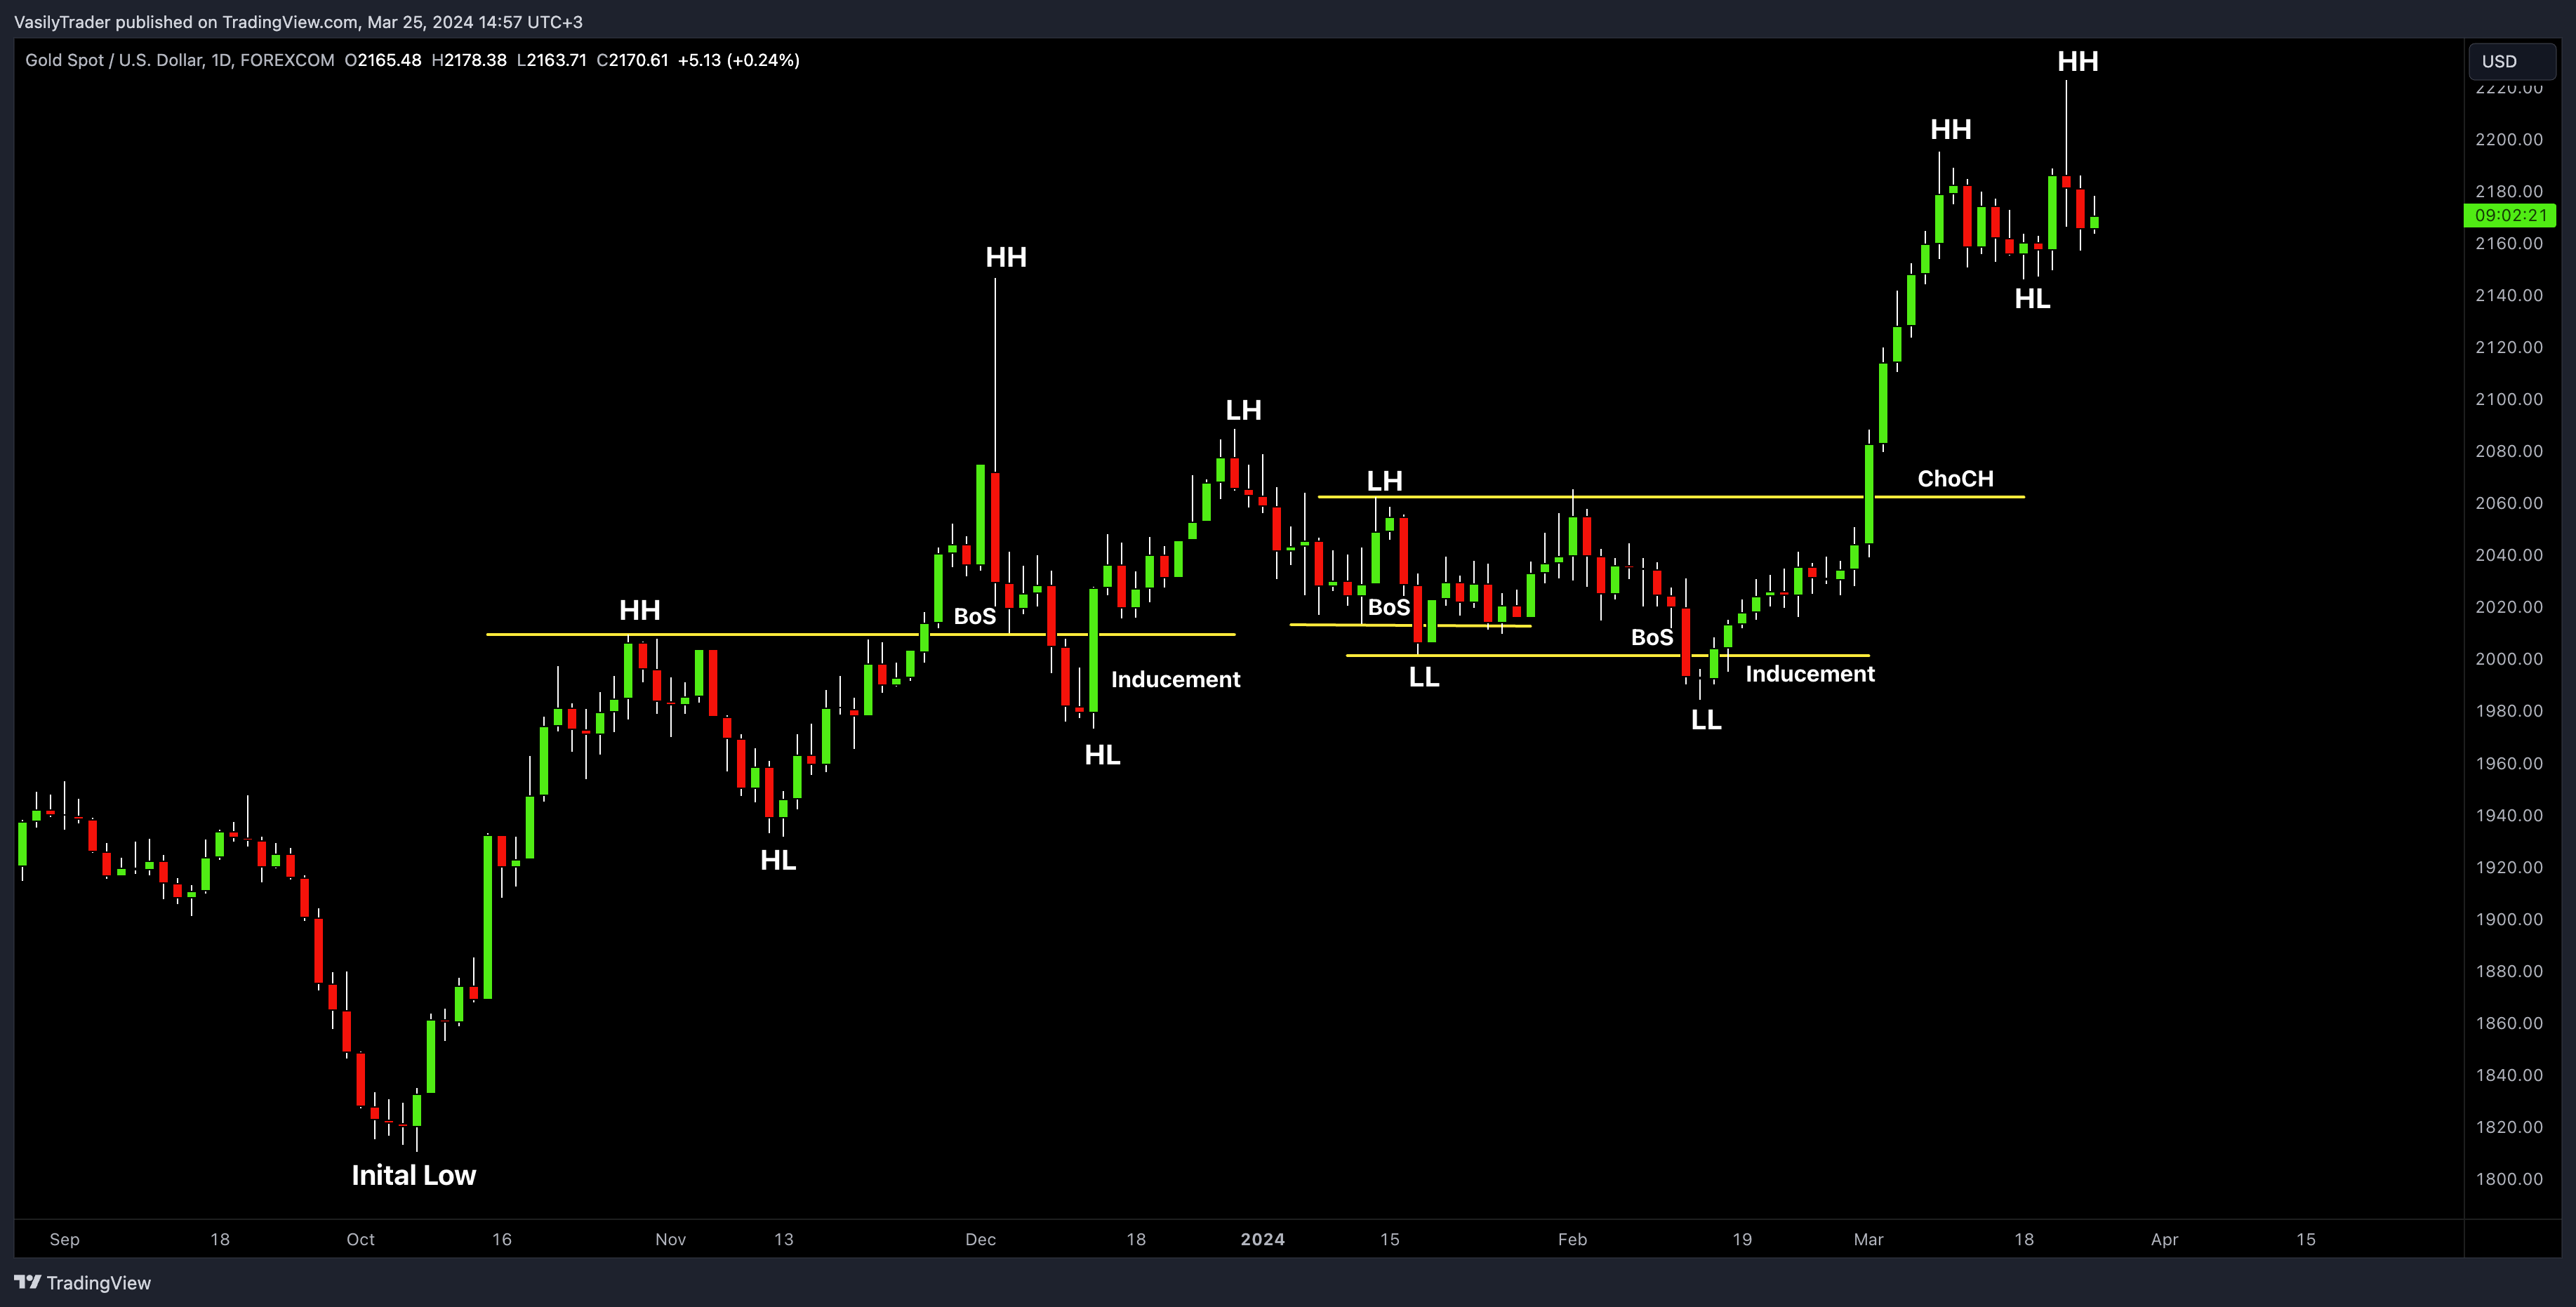 VasilyTrader published on TradingView.com, Mar 25, 2024 14:57 UTC+3
Gold Spot / U.S. Dollar, 1D, FOREXCOM O2165.48 H2178.38 L2163.71 C2170.61 +5.13 (+0.24%)
USD
HH
2220.00
HH
2200.00
2180.00
09:02:21
2160.00
HH
HL
2140.00
2120.00
LH
2100.00
2080.00
LH
ChoCH
2060.00
2040.00
HH
BoS
BoS
2020.00
BoS
2000.00
Inducement
LL
Inducement
LL
1980.00
HL
1960.00
1940.00
HL
1920.00
1900.00
1880.00
1860.00
1840.00
1820.00
Inital Low
1800.00
Sep 18 Oct 16 Nov 13 Dec 18 2024 15 Feb 19 Mar 18 Apr 15
TradingView